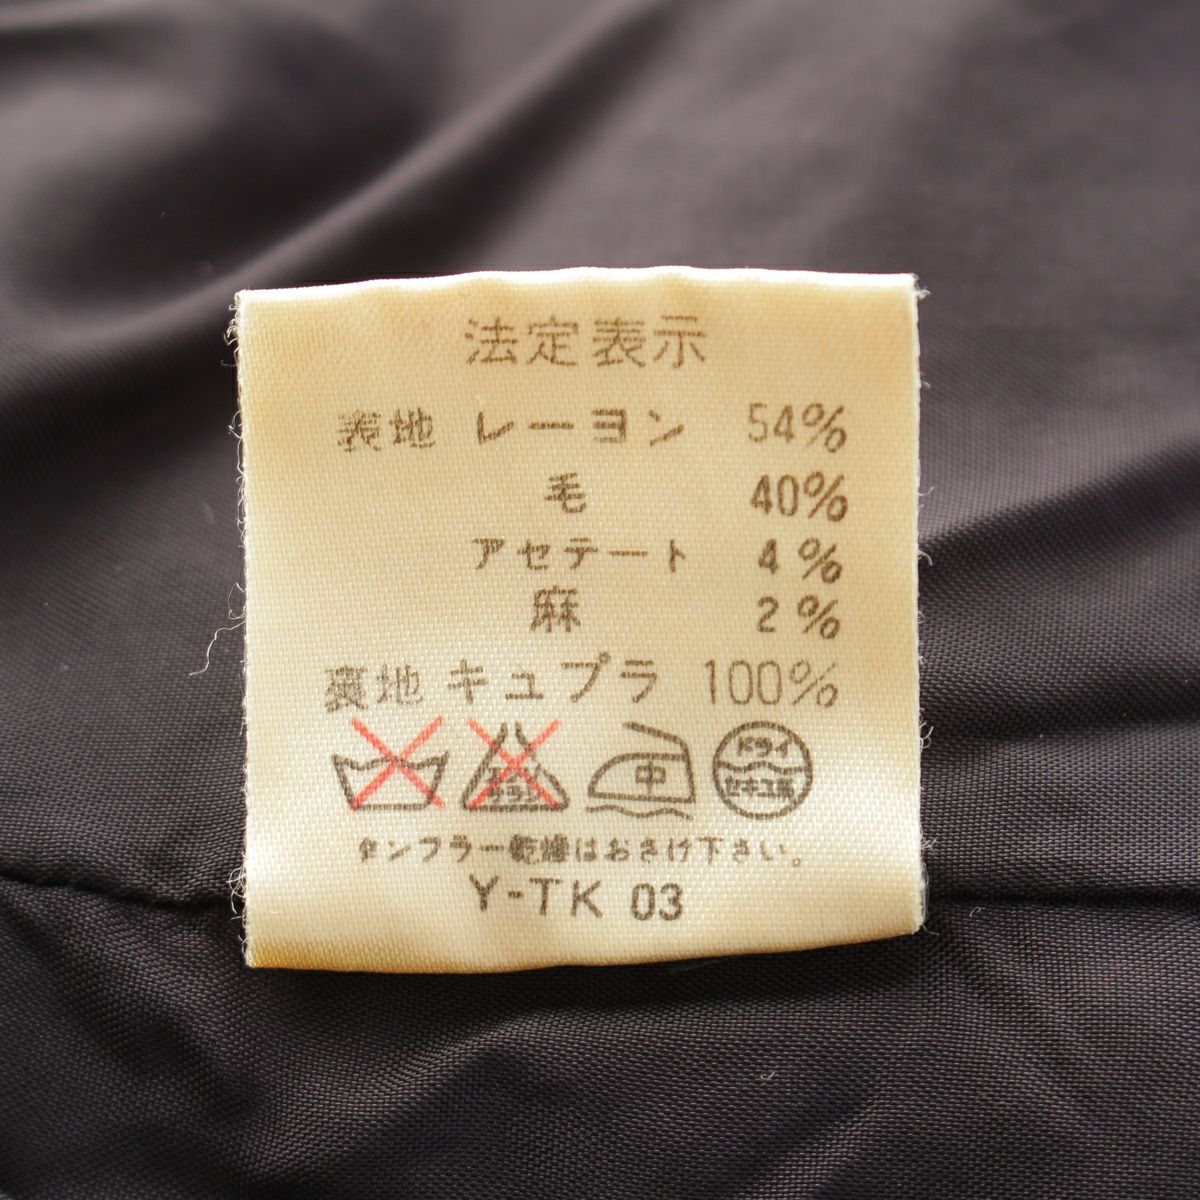 法定表示
表地 レーヨン 54%
毛 40%
アセテート 4%
麻 2%
裏地 キュプラ 100%
中 ドライ
セキユ系
タンブラー乾燥はおさけ下さい。
Y-TK 03